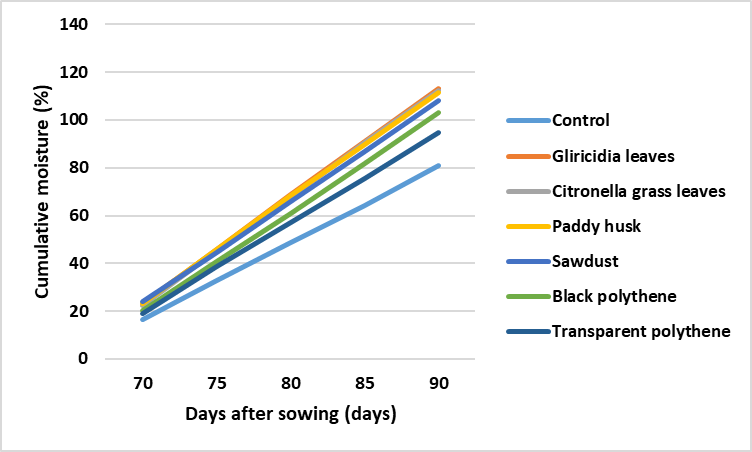 140
120
100
80
60
40
20
0
Cumulative moisture (%)
70 75 80 85 90
Days after sowing (days)
Control
Gliricidia leaves
Citronella grass leaves
Paddy husk
Sawdust
Black polythene
Transparent polythene